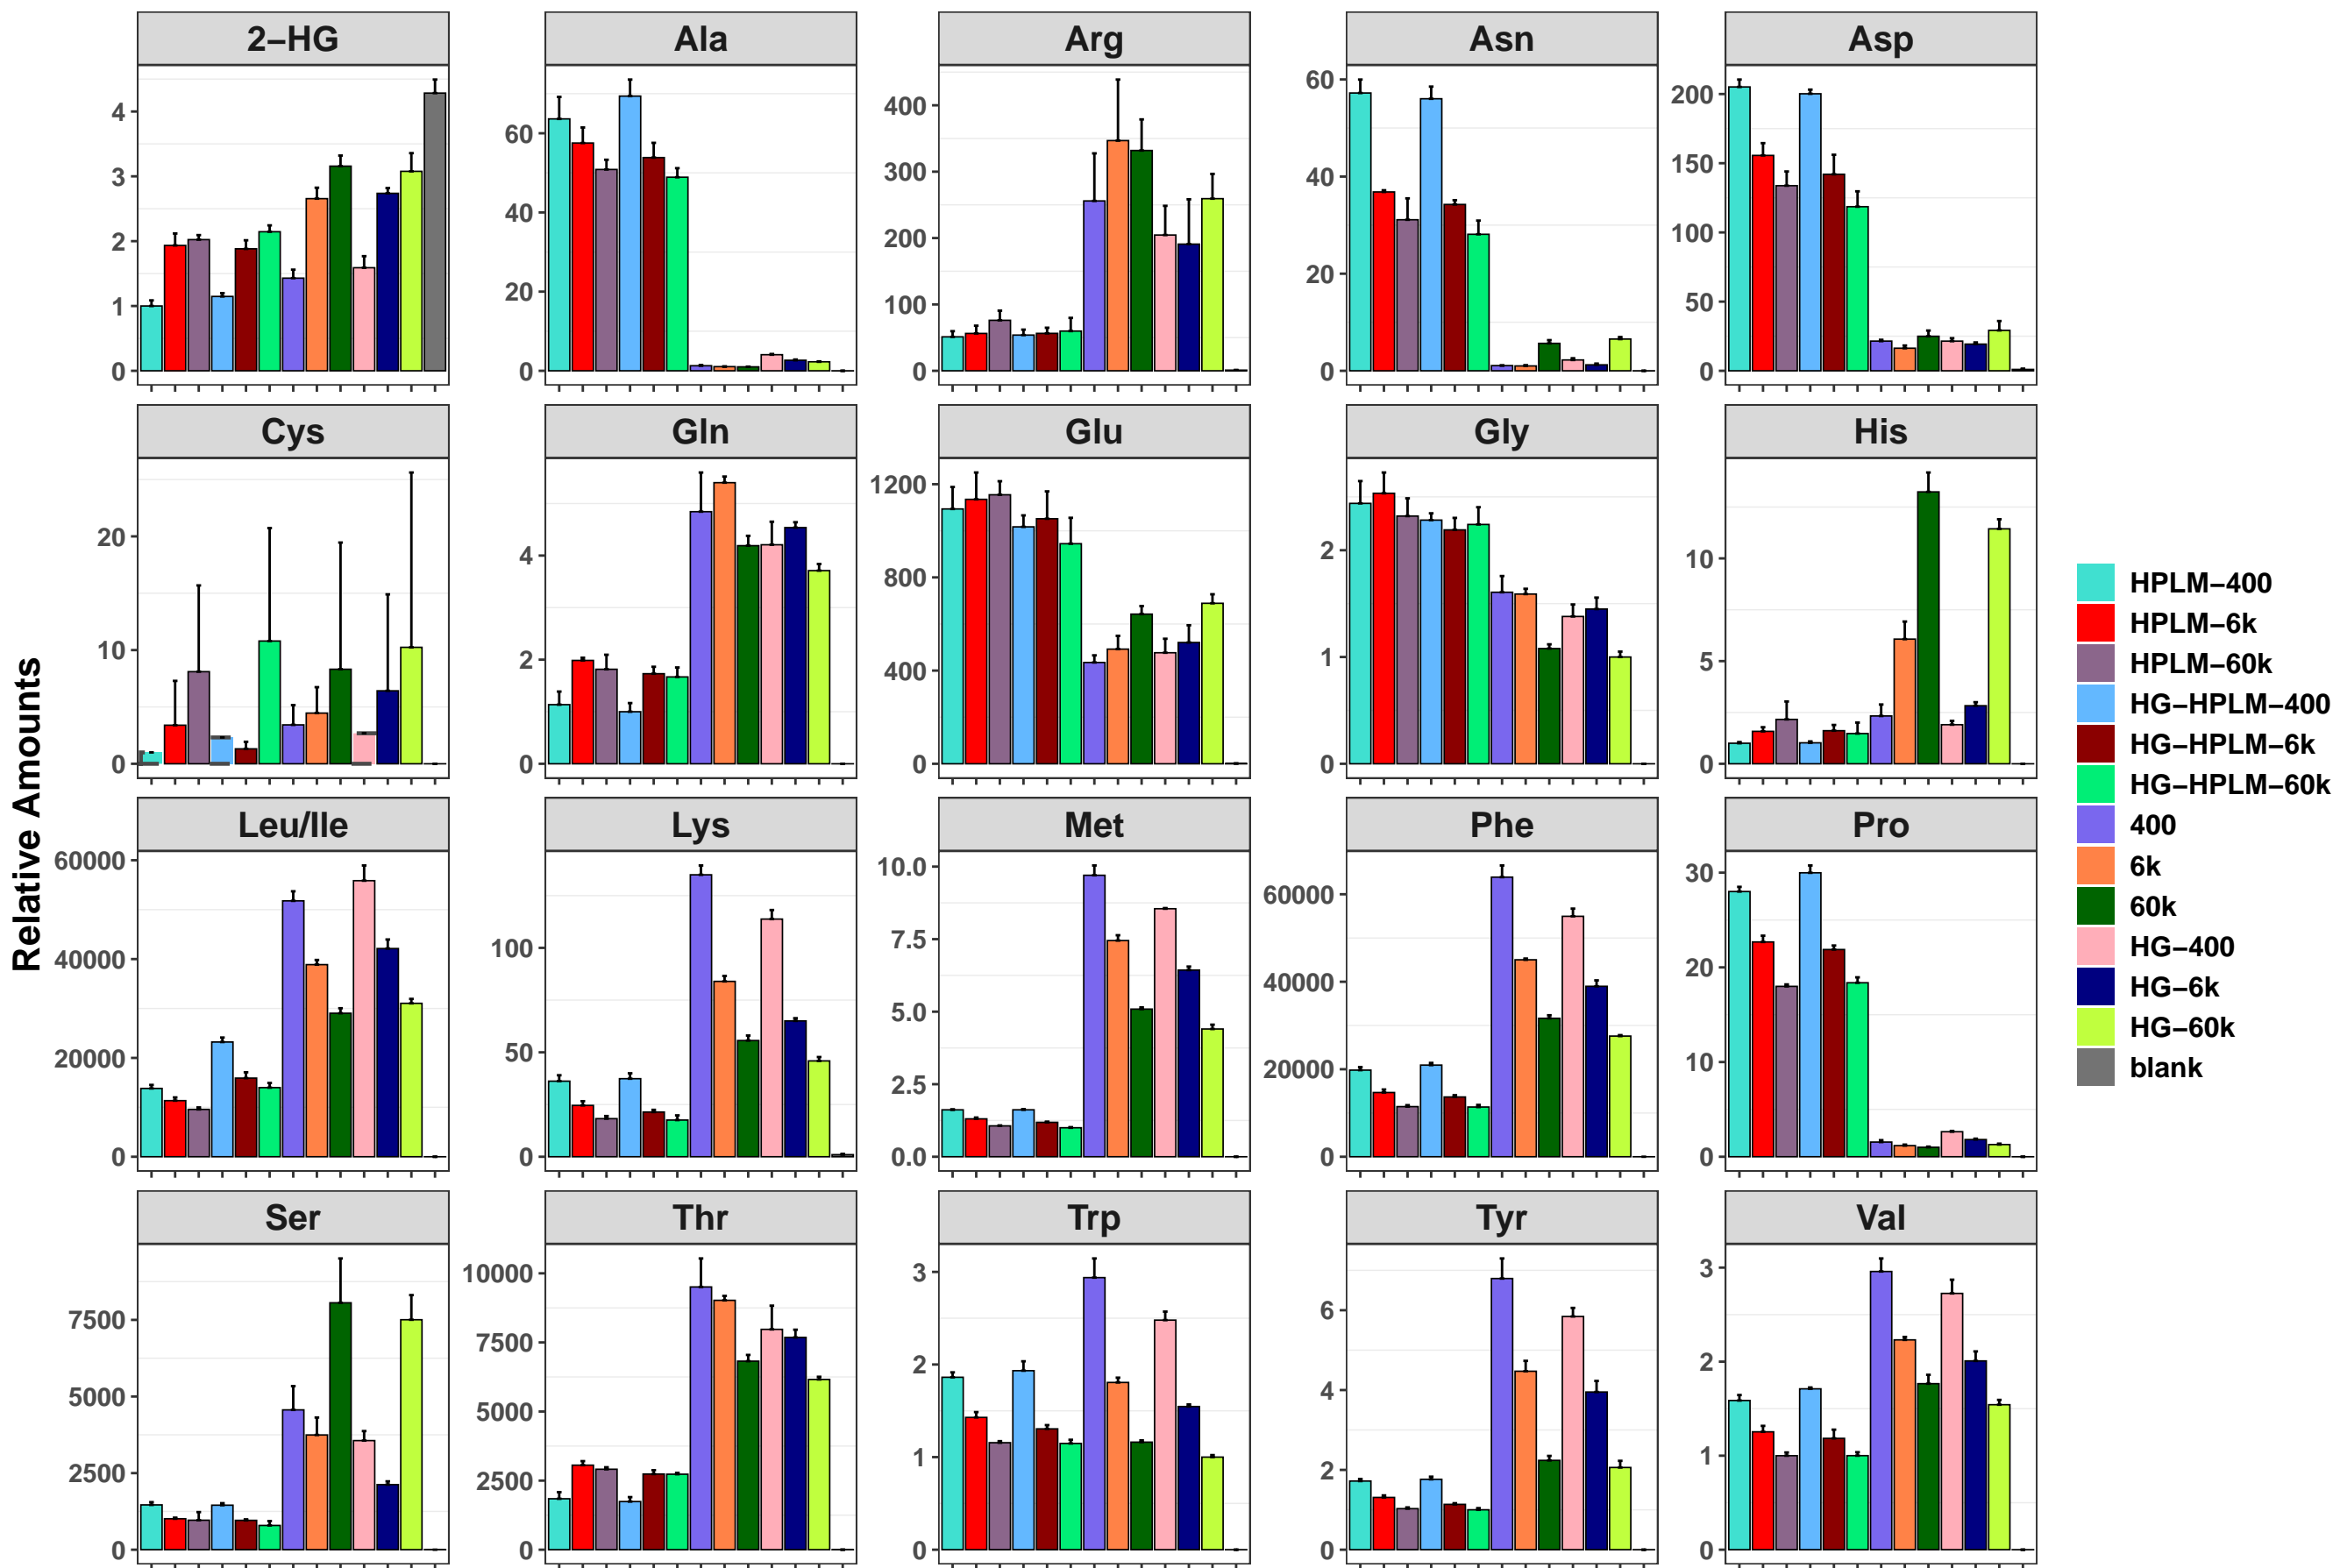 2−HG
Ala
Arg
Asn
Asp
4
3
2
1
0
60
40
20
0
400
300
200
100
0
60
40
20
0
200
150
100
50
0
Cys
Gln
Glu
Gly
His
20
10
0
4
2
0
1200
800
400
0
2
1
0
10
5
0
Leu/Ile
Lys
Met
Phe
Pro
60000
40000
20000
0
100
50
0
10.0
7.5
5.0
2.5
0.0
60000
40000
20000
0
30
20
10
0
Ser
Thr
Trp
Tyr
Val
7500
5000
2500
0
10000
7500
5000
2500
0
3
2
1
0
6
4
2
0
3
2
1
0
Relative Amounts
HPLM−400
HPLM−6k
HPLM−60k
HG−HPLM−400
HG−HPLM−6k
HG−HPLM−60k
400
6k
60k
HG−400
HG−6k
HG−60k
blank